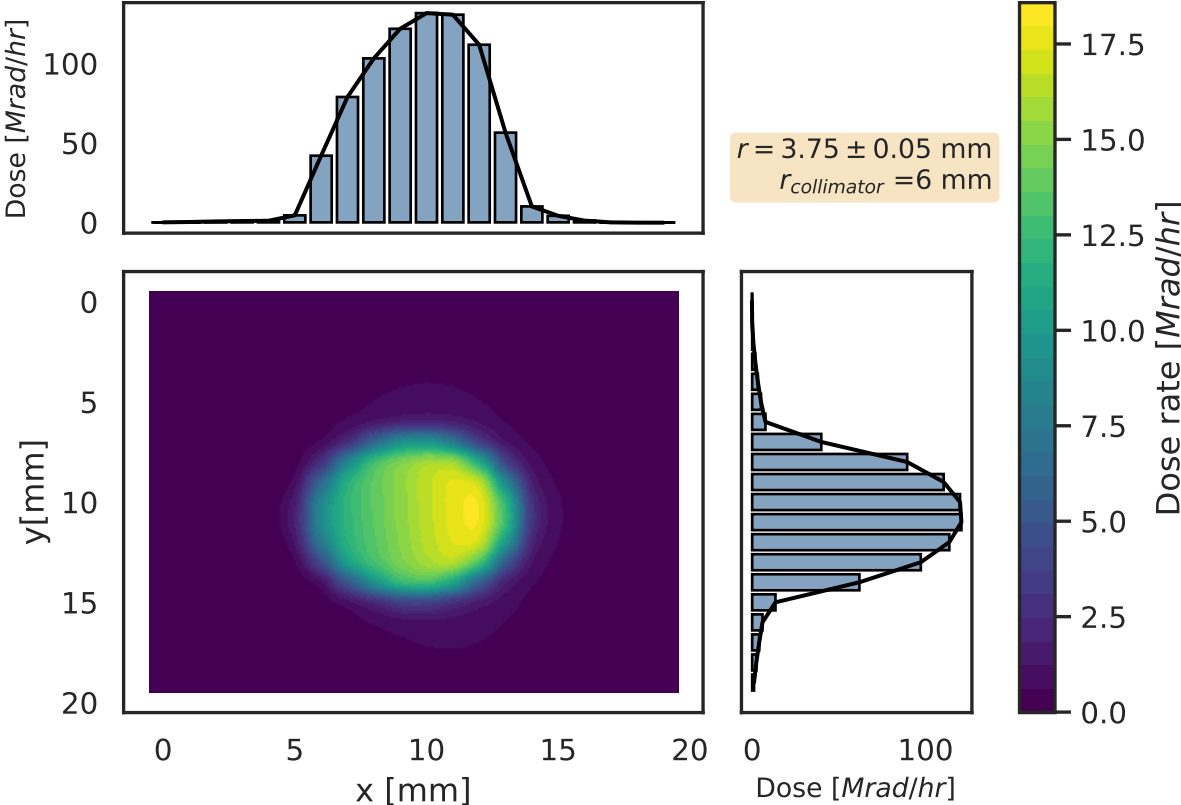 Dose [Mrad/hr]
100
50
0
r = 3.75 ± 0.05 mm
r_collimator =6 mm
17.5
15.0
12.5
10.0
7.5
5.0
2.5
0.0
Dose rate [Mrad/hr]
y[mm]
0
5
10
15
20
0 5 10 15 20
x [mm]
0 100
Dose [Mrad/hr]